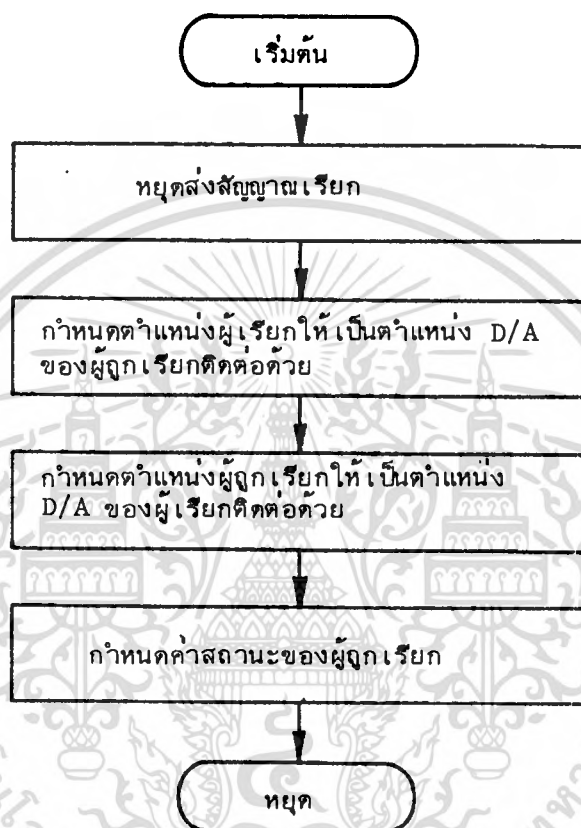 เริ่มต้น
หยุดส่งสัญญาณเรียก
กำหนดตำแหน่งผู้เรียกให้เป็นตำแหน่ง D/A
ของผู้ถูกเรียกติดต่อด้วย
กำหนดตำแหน่งผู้ถูกเรียกให้เป็นตำแหน่ง
D/A ของผู้เรียกติดต่อด้วย
กำหนดค่าสถานะของผู้ถูกเรียก
หยุด